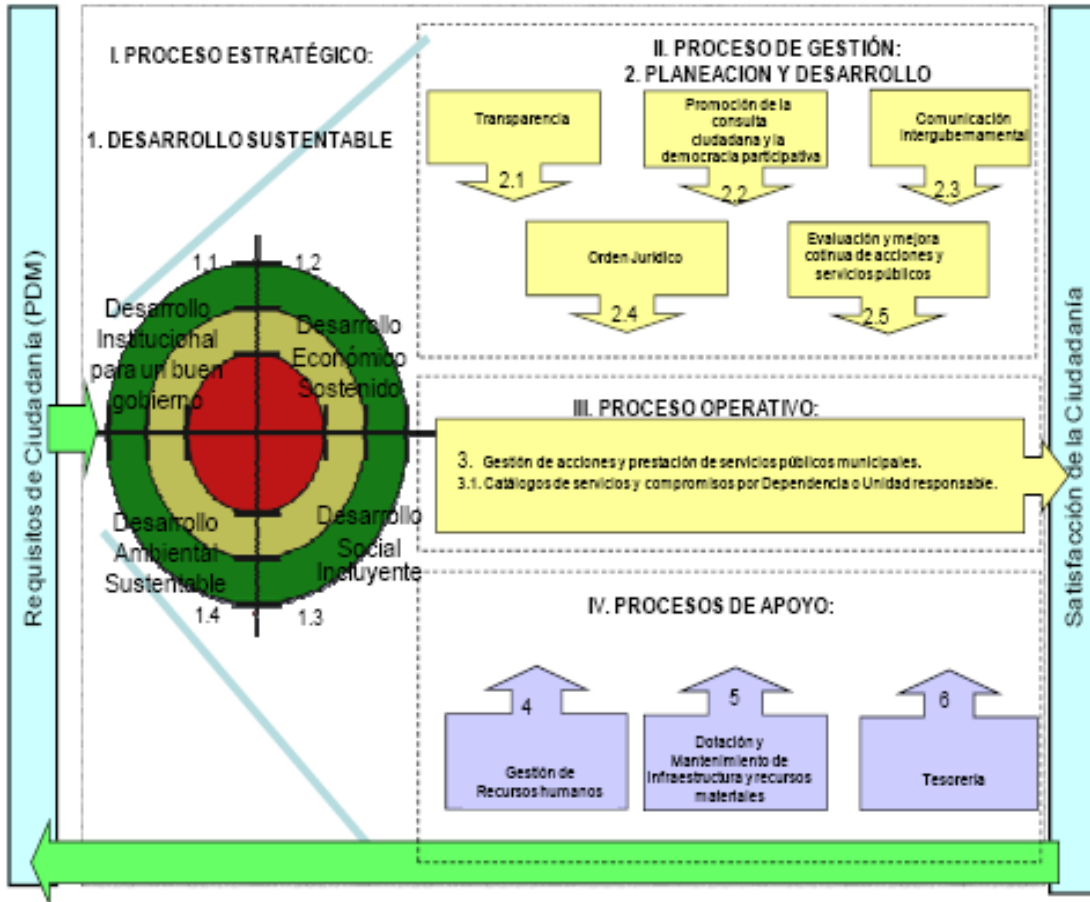 Requisitos de Ciudadanía (PDM)
I. PROCESO ESTRATÉGICO:
1. DESARROLLO SUSTENTABLE
1.1
1.2
Desarrollo
Institucional
para un buen
gobierno
Desarrollo
Económico
Sostenido
Desarrollo
Ambiental
Sustentable
Desarrollo
Social
Incluyente
1.4
1.3
II. PROCESO DE GESTIÓN:
2. PLANEACION Y DESARROLLO
Transparencia
2.1
Promoción de la
consulta
ciudadana y la
democracia participativa
2.2
Comunicación
Intergubernamental
2.3
Orden Jurídico
2.4
Evaluación y mejora
cotinua de acciones y
servicios públicos
2.5
III. PROCESO OPERATIVO:
3. Gestión de acciones y prestación de servicios públicos municipales.
3.1. Catálogos de servicios y compromisos por Dependencia o Unidad responsable.
IV. PROCESOS DE APOYO:
4
Gestión de
Recursos humanos
5
Dotación y
Mantenimiento de
Infraestructura y recursos
materiales
6
Tesorería
Satisfacción de la Ciudadanía